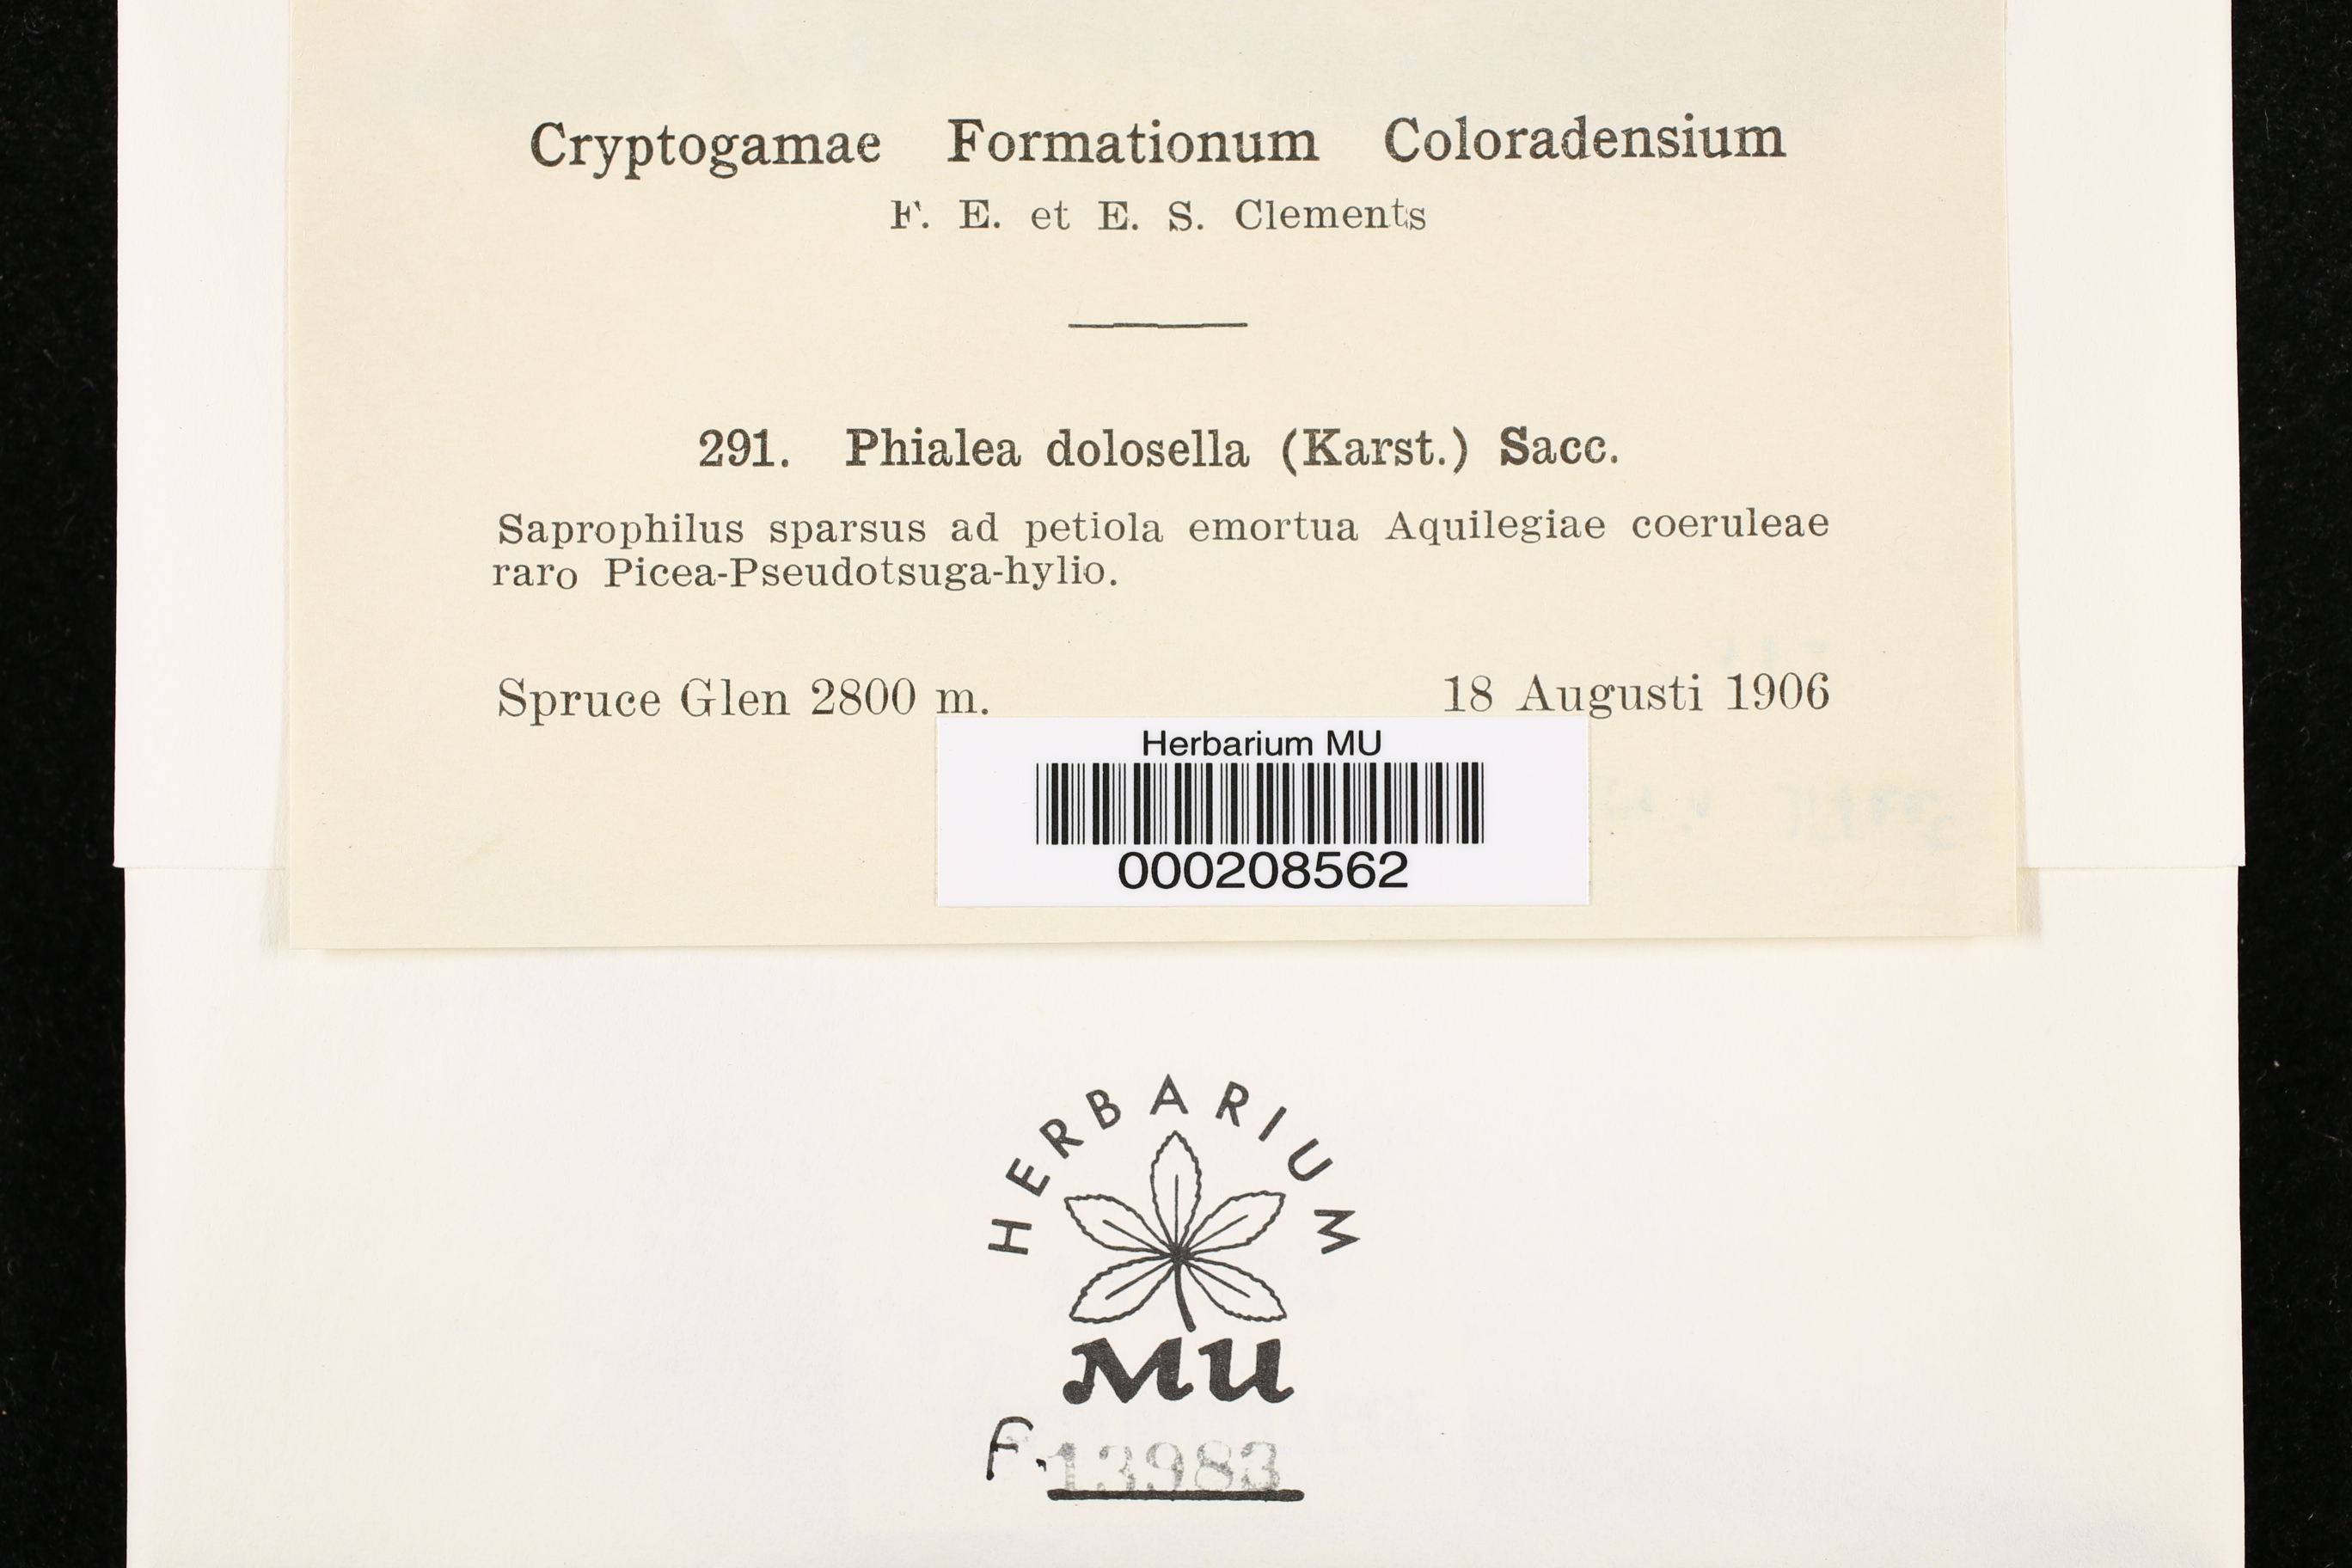 Cryptogamae Formationum Coloradensium
F. E. et E. S. Clements
291. Phialea dolosella (Karst.) Sacc.
Saprophilus sparsus ad petiola emortua Aquilegiae coeruleae
raro Picea-Pseudotsuga-hylio.
Spruce Glen 2800 m. 18 Augusti 1906
Herbarium MU
000208562
HERBARIUM
MU
F. 13983